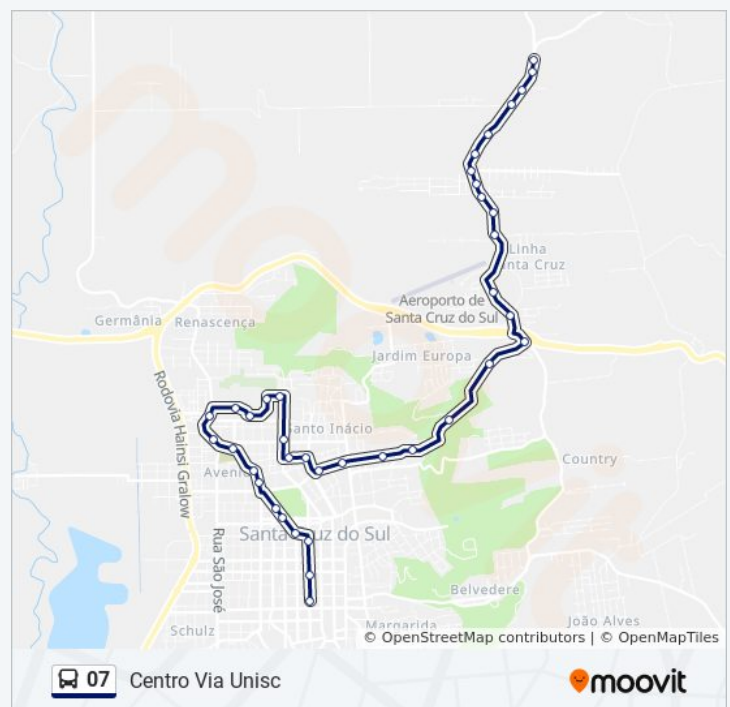 Linha
Santa Cruz
Aeroporto de
Santa Cruz do Sul
Germânia
Renascença
Jardim Europa
Rodovia Hainsi Gralow
Santo Inácio
Country
Avenida
Santa Cruz do Sul
Rua São José
Belvedere
João Alves
Margarida
Schulz
© OpenStreetMap contributors | © OpenMapTiles
07 Centro Via Unisc
moovit